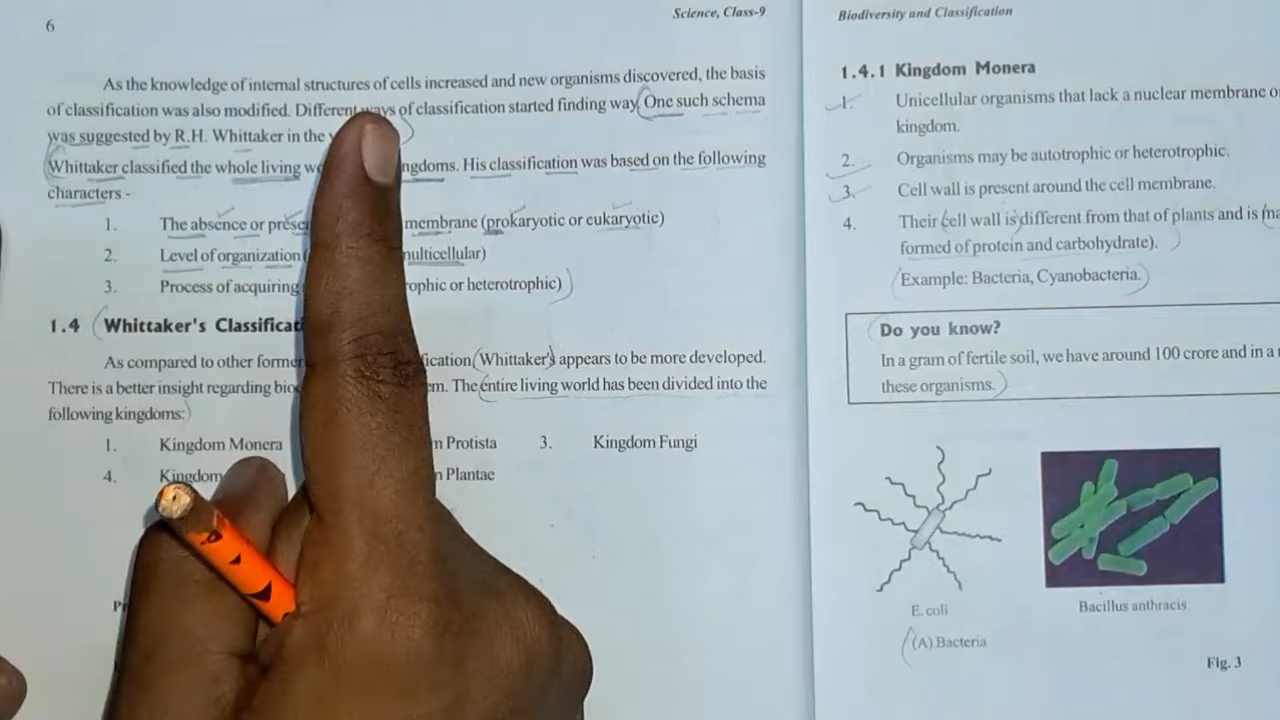 6
Science, Class-9
As the knowledge of internal structures of cells increased and new organisms discovered, the basis
of classification was also modified. Different ways of classification started finding way. One such schema
was suggested by R.H. Whittaker in the
Whittaker classified the whole living ngdoms. His classification was based on the following
characters -
1. The absence or membrane (prokaryotic or eukaryotic)
2. Level of organization multicellular)
3. Process of acquiring rophic or heterotrophic)
1.4 Whittaker's Classificat
As compared to other former ication, Whittaker's appears to be more developed.
There is a better insight regarding em. The entire living world has been divided into the
following kingdoms:
1. Kingdom Monera Protista 3. Kingdom Fungi
4. Kingdom Plantae
Biodiversity and Classification
1.4.1 Kingdom Monera
1. Unicellular organisms that lack a nuclear membrane
kingdom.
2. Organisms may be autotrophic or heterotrophic.
3. Cell wall is present around the cell membrane.
4. Their cell wall is different from that of plants and is (ma
formed of protein and carbohydrate).
Example: Bacteria, Cyanobacteria.
Do you know?
In a gram of fertile soil, we have around 100 crore and in a
these organisms.
E. coli
Bacillus anthracis
(A) Bacteria
Fig. 3